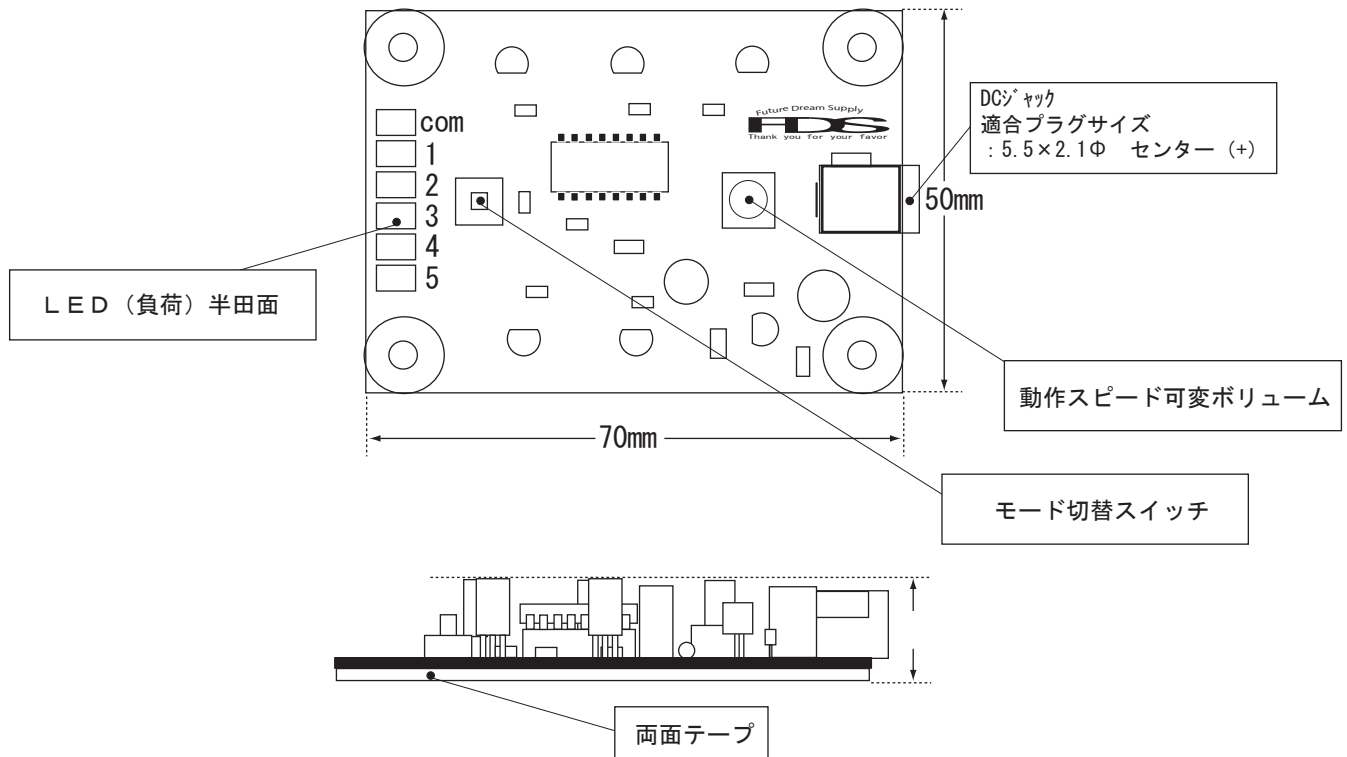 Future Dream Supply
FDS
Thank you for your favor
DCｼﾞｬｯｸ
適合プラグサイズ
：5.5×2.1Φ　センター (+)
com
1
2
3
4
5
50mm
ＬＥＤ（負荷）半田面
動作スピード可変ボリューム
70mm
モード切替スイッチ
両面テープ